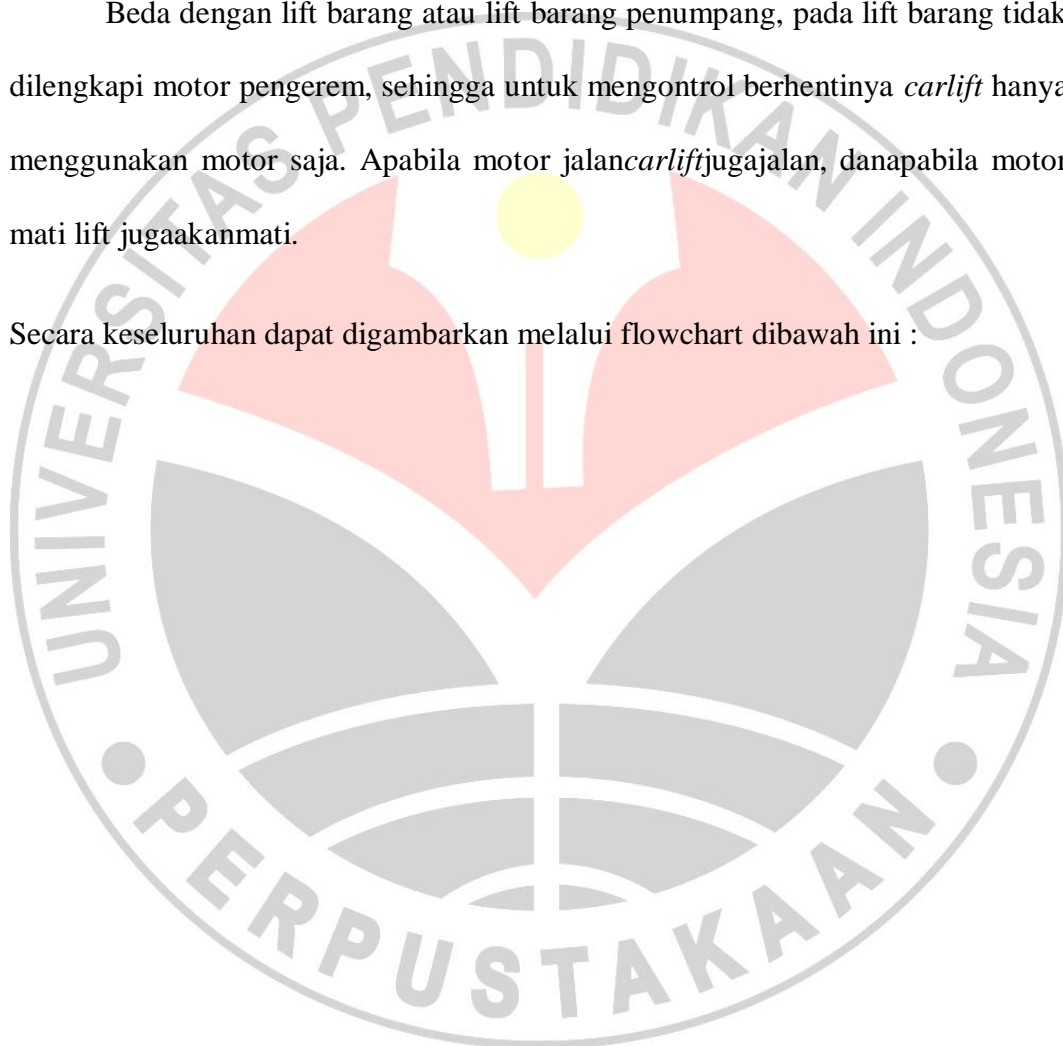 Beda dengan lift barang atau lift barang penumpang, pada lift barang tidak
dilengkapi motor pengerem, sehingga untuk mengontrol berhentinya carlift hanya
menggunakan motor saja. Apabila motor jalancarliftjugajalan, danapabila motor
mati lift jugaakanmati.
Secara keseluruhan dapat digambarkan melalui flowchart dibawah ini :
UNIVERSITAS PENDIDIKAN INDONESIA
PERPUSTAKAAN